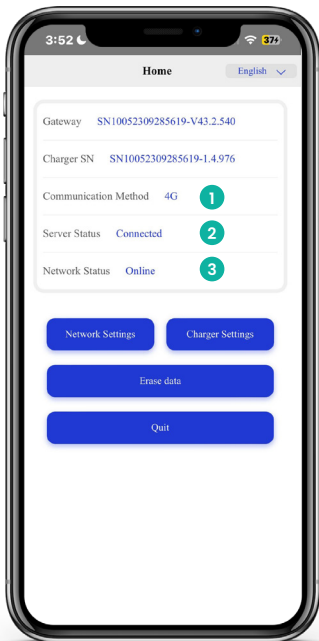 3:52 37
Home English
Gateway SN10052309285619-V43.2.540
Charger SN SN10052309285619-1.4.976
Communication Method 4G 1
Server Status Connected 2
Network Status Online 3
Network Settings Charger Settings
Erase data
Quit